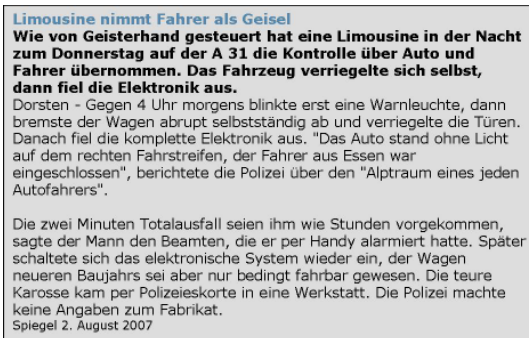 Limousine nimmt Fahrer als Geisel
Wie von Geisterhand gesteuert hat eine Limousine in der Nacht
zum Donnerstag auf der A 31 die Kontrolle über Auto und
Fahrer übernommen. Das Fahrzeug verriegelte sich selbst,
dann fiel die Elektronik aus.
Dorsten - Gegen 4 Uhr morgens blinkte erst eine Warnleuchte, dann
bremste der Wagen abrupt selbstständig ab und verriegelte die Türen.
Danach fiel die komplette Elektronik aus. "Das Auto stand ohne Licht
auf dem rechten Fahrstreifen, der Fahrer aus Essen war
eingeschlossen", berichtete die Polizei über den "Alptraum eines jeden
Autofahrers".
Die zwei Minuten Totalausfall seien ihm wie Stunden vorgekommen,
sagte der Mann den Beamten, die er per Handy alarmiert hatte. Später
schaltete sich das elektronische System wieder ein, der Wagen
neueren Baujahrs sei aber nur bedingt fahrbar gewesen. Die teure
Karosse kam per Polizeieskorte in eine Werkstatt. Die Polizei machte
keine Angaben zum Fabrikat.
Spiegel 2. August 2007